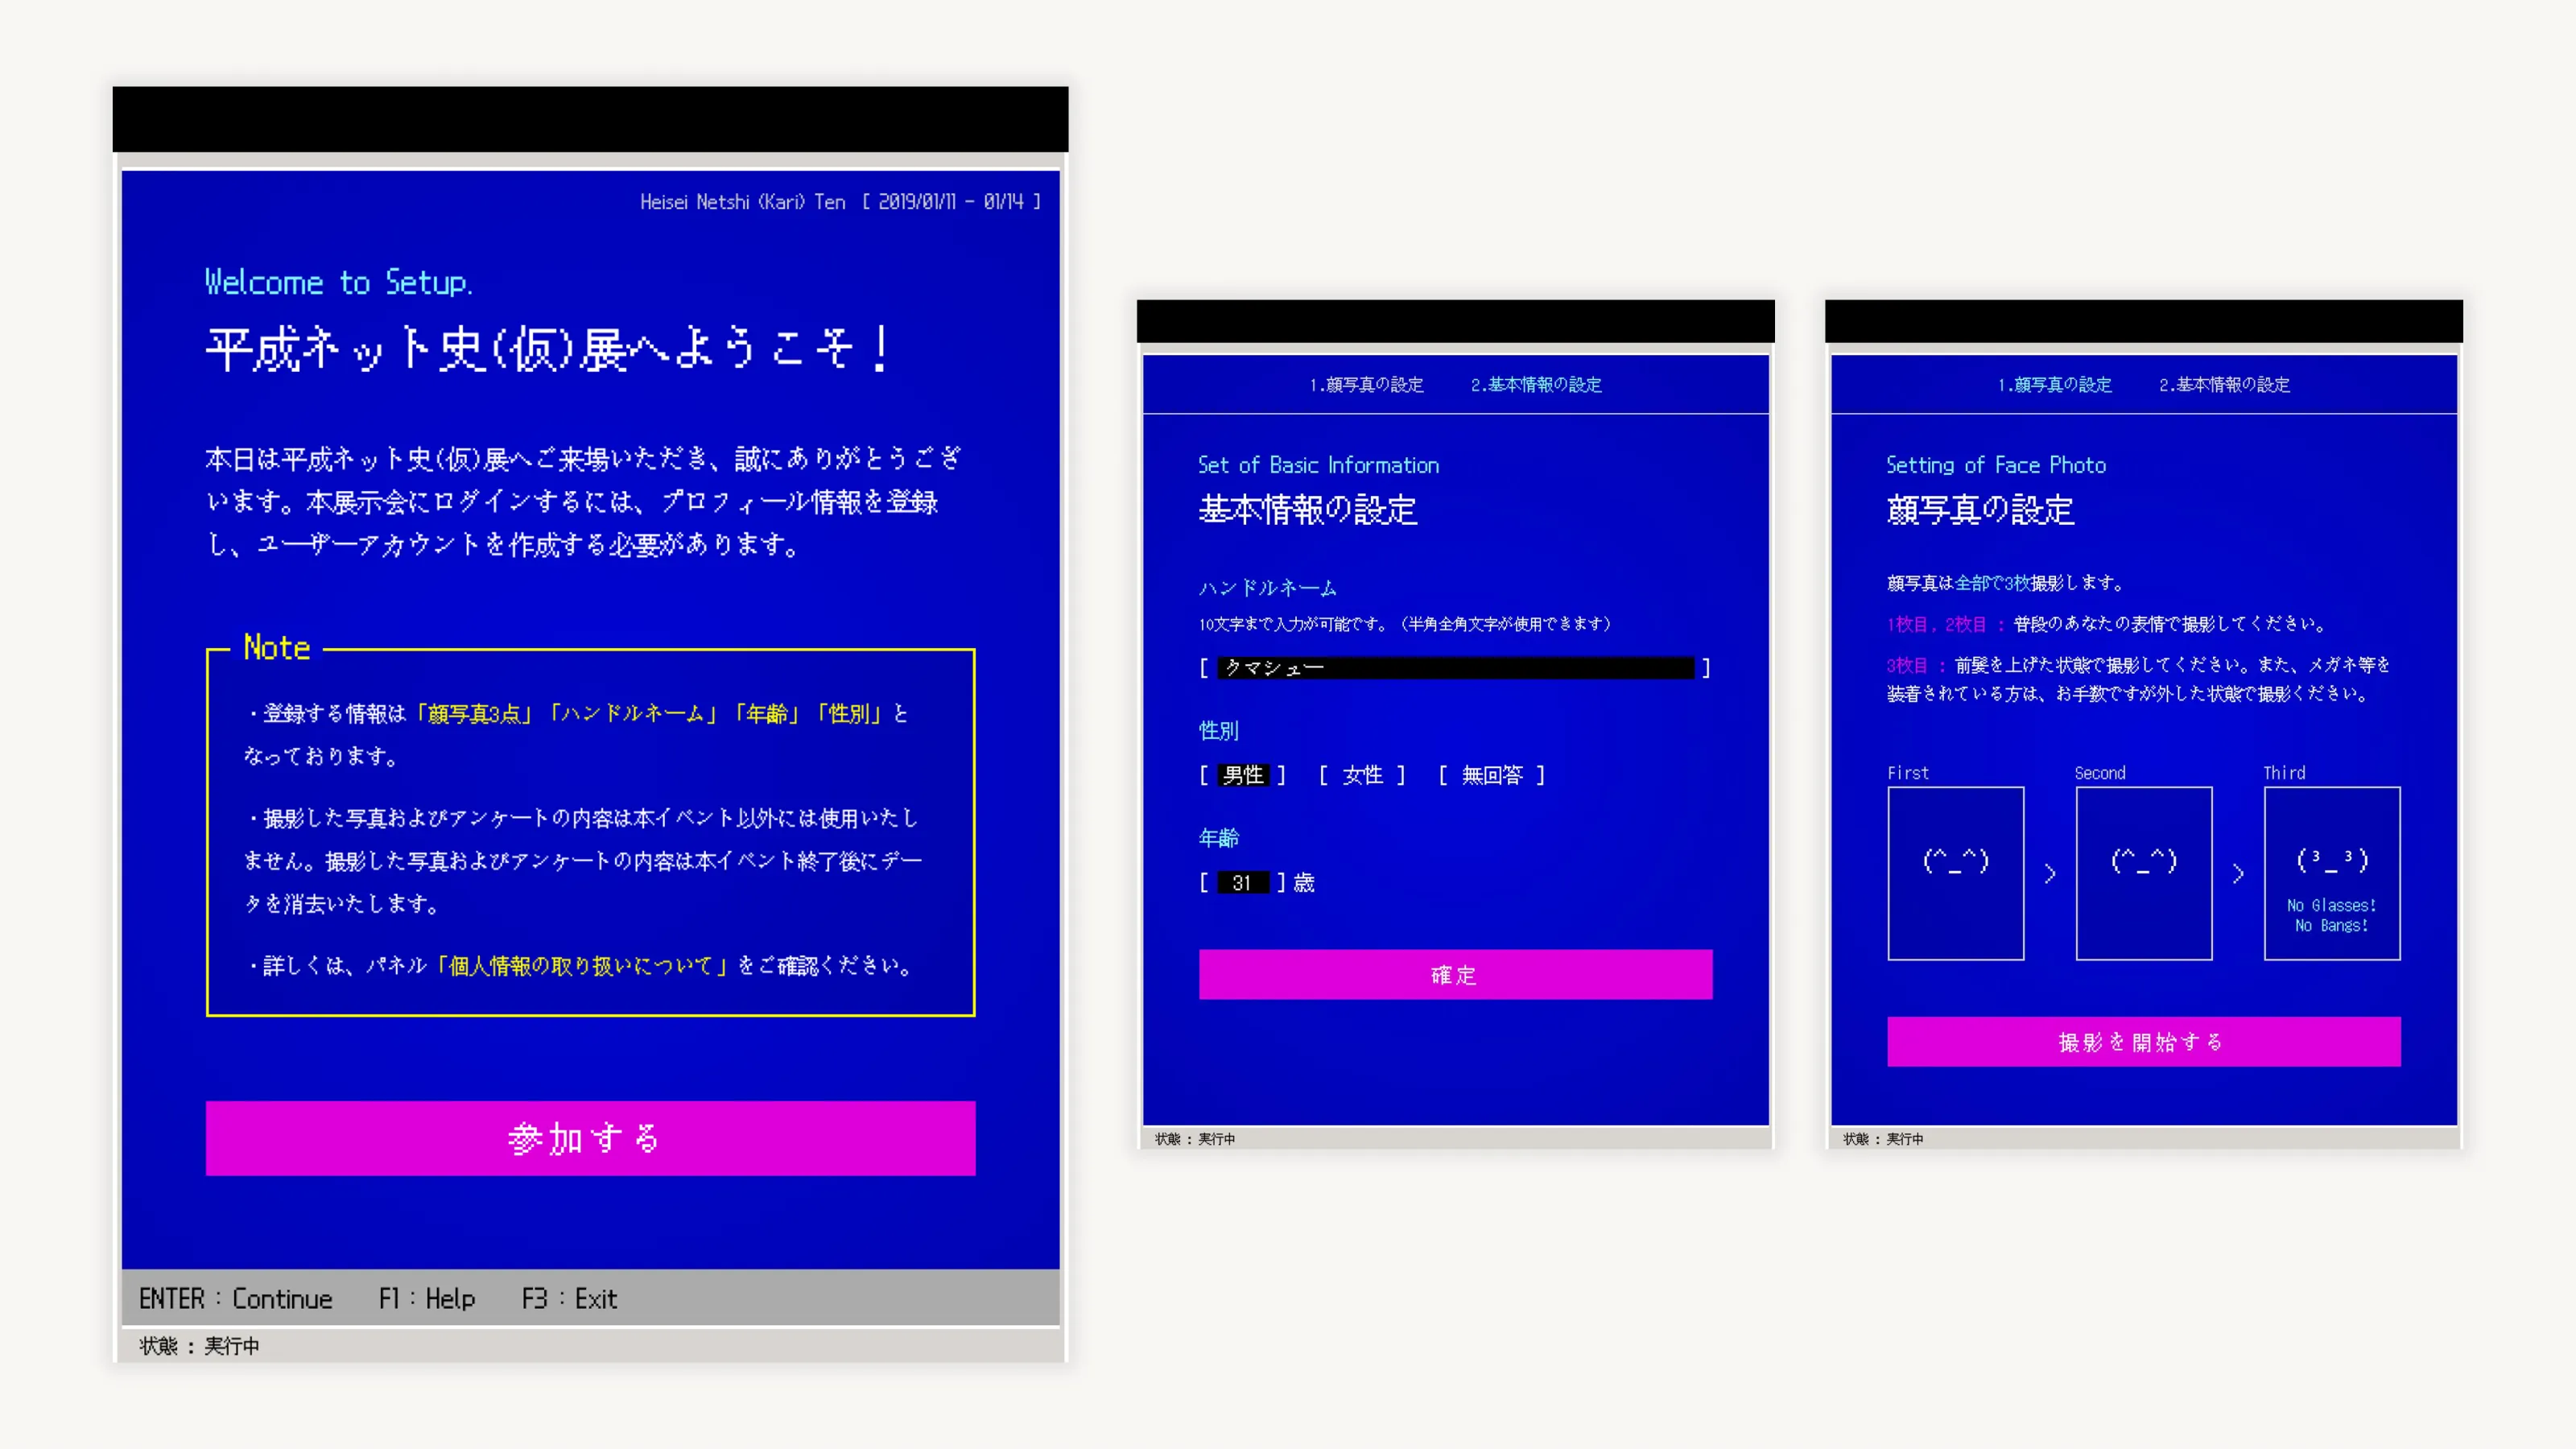 Heisei Netshi (Kari) Ten [ 2019/01/11 - 01/14 ]
Welcome to Setup.
平成ネット史(仮)展へようこそ！
本日は平成ネット史(仮)展へご来場いただき、誠にありがとうござ
います。本展示会にログインするには、プロフィール情報を登録
し、ユーザーアカウントを作成する必要があります。
Note
・登録する情報は「顔写真3点」「ハンドルネーム」「年齢」「性別」と
なっております。
・撮影した写真およびアンケートの内容は本イベント以外には使用いたし
ません。撮影した写真およびアンケートの内容は本イベント終了後にデー
タを消去いたします。
・詳しくは、パネル「個人情報の取り扱いについて」をご確認ください。
参加する
ENTER : Continue F1 : Help F3 : Exit
状態 : 実行中
1.顔写真の設定 2.基本情報の設定
Set of Basic Information
基本情報の設定
ハンドルネーム
10文字まで入力が可能です。（半角全角文字が使用できます）
[ クマシュー ]
性別
[ 男性 ] [ 女性 ] [ 無回答 ]
年齢
[ 31 ] 歳
確定
状態 : 実行中
1.顔写真の設定 2.基本情報の設定
Setting of Face Photo
顔写真の設定
顔写真は全部で3枚撮影します。
1枚目, 2枚目 : 普段のあなたの表情で撮影してください。
3枚目 : 前髪を上げた状態で撮影してください。また、メガネ等を
装着されている方は、お手数ですが外した状態で撮影ください。
First Second Third
(^_^) > (^_^) > (³_³)
No Glasses!
No Bangs!
撮影を開始する
状態 : 実行中